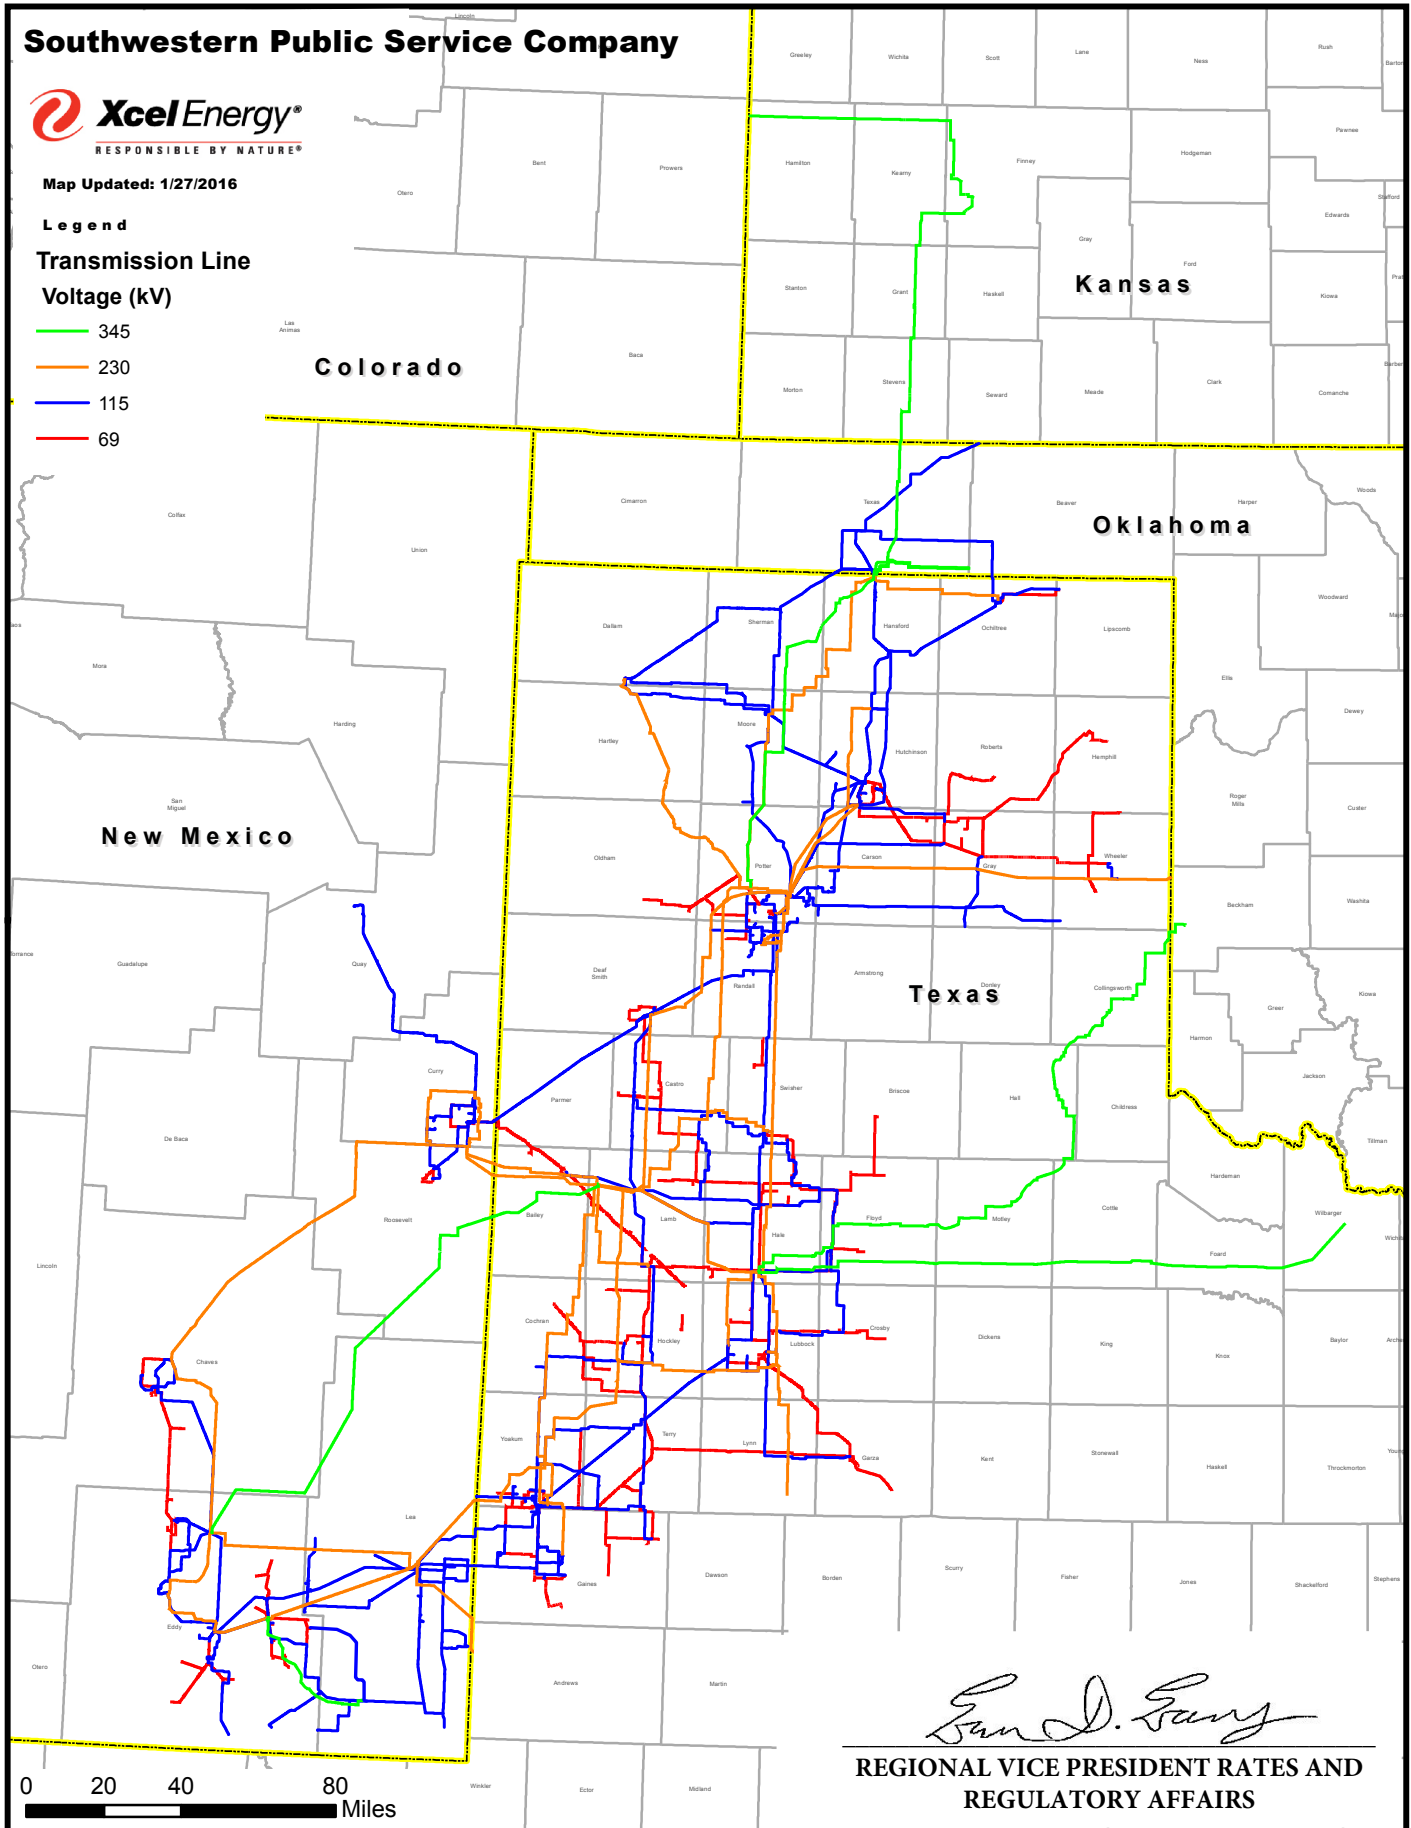 Southwestern Public Service Company
Xcel Energy®
RESPONSIBLE BY NATURE®
Map Updated: 1/27/2016
Legend
Transmission Line
Voltage (kV)
345
230
115
69
Colorado
Kansas
Oklahoma
New Mexico
Texas
Lincoln
Greeley
Wichita
Scott
Lane
Ness
Rush
Barton
Bent
Prowers
Otero
Hamilton
Kearny
Finney
Hodgeman
Pawnee
Stafford
Edwards
Gray
Ford
Stanton
Grant
Haskell
Kiowa
Las
Animas
Baca
Morton
Stevens
Seward
Meade
Clark
Comanche
Colfax
Union
Cimarron
Texas
Beaver
Harper
Woods
Woodward
Dallam
Sherman
Hansford
Ochiltree
Lipscomb
Mora
Harding
Ellis
Dewey
Hartley
Moore
Hutchinson
Roberts
Hemphill
San
Miguel
Roger
Mills
Custer
Oldham
Potter
Carson
Gray
Wheeler
Beckham
Washita
Guadalupe
Quay
Deaf
Smith
Randall
Armstrong
Donley
Collingsworth
Greer
Kiowa
Harmon
Jackson
Tillman
Curry
De Baca
Parmer
Castro
Swisher
Briscoe
Hall
Childress
Hardeman
Roosevelt
Bailey
Lamb
Hale
Floyd
Motley
Cottle
Foard
Wilbarger
Lincoln
Chaves
Cochran
Hockley
Lubbock
Crosby
Dickens
King
Knox
Baylor
Yoakum
Terry
Lynn
Garza
Kent
Stonewall
Haskell
Throckmorton
Lea
Eddy
Otero
Gaines
Dawson
Borden
Scurry
Fisher
Jones
Shackelford
Stephens
Andrews
Martin
Winkler
Ector
Midland
0 20 40 80
Miles
REGIONAL VICE PRESIDENT RATES AND
REGULATORY AFFAIRS